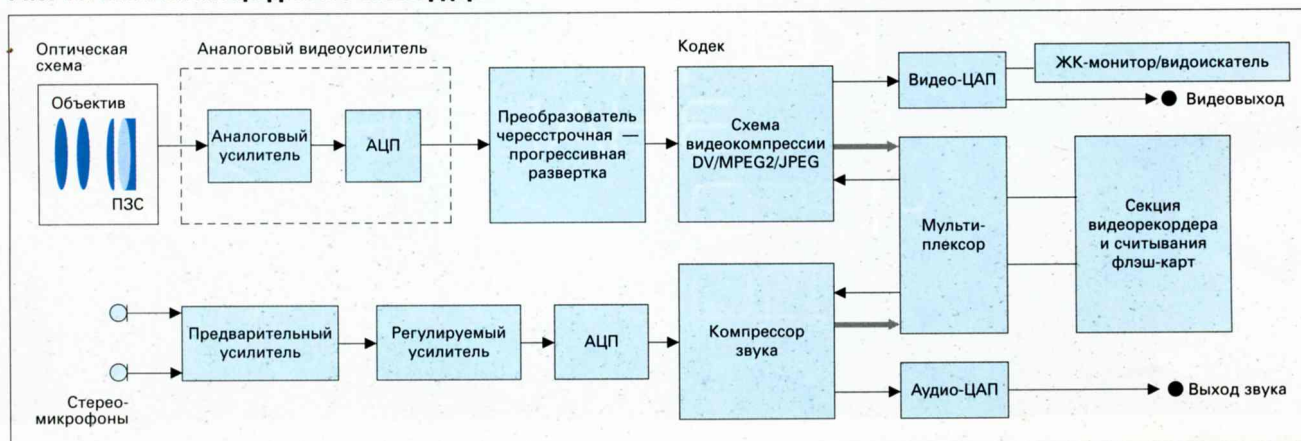 Оптическая
схема
Объектив
ПЗС
Аналоговый видеоусилитель
Аналоговый
усилитель
АЦП
Преобразователь
чересстрочная —
прогрессивная
развертка
Кодек
Схема
видеокомпрессии
DV/MPEG2/JPEG
Видео-ЦАП
ЖК-монитор/видоискатель
Видеовыход
Мульти-
плексор
Секция
видеорекордера
и считывания
флэш-карт
Стерео-
микрофоны
Предварительный
усилитель
Регулируемый
усилитель
АЦП
Компрессор
звука
Аудио-ЦАП
Выход звука